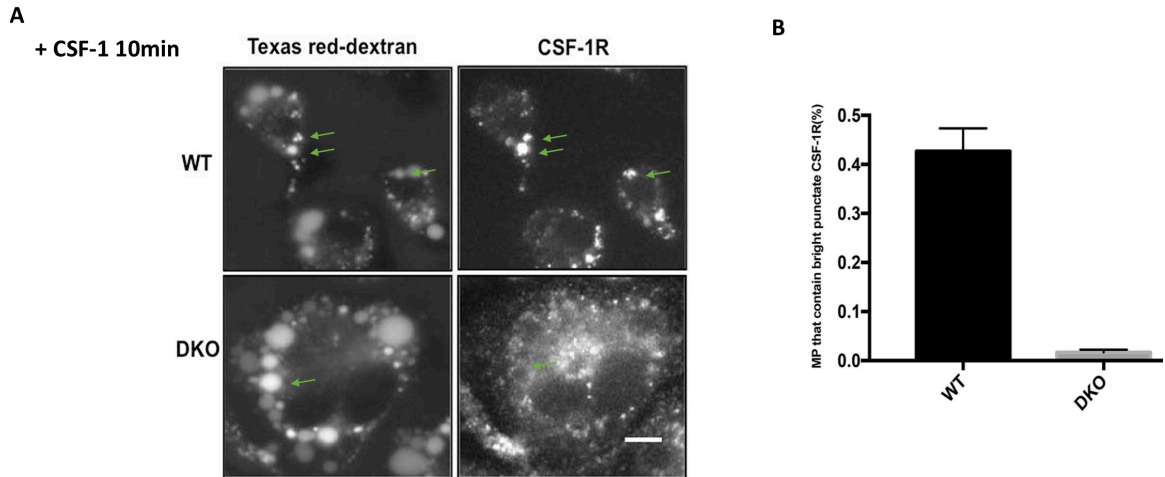 A
B
+ CSF-1 10min
Texas red-dextran
CSF-1R
WT
DKO
MP that contain bright punctate CSF-1R(%)
0.5
0.4
0.3
0.2
0.1
0.0
WT
DKO